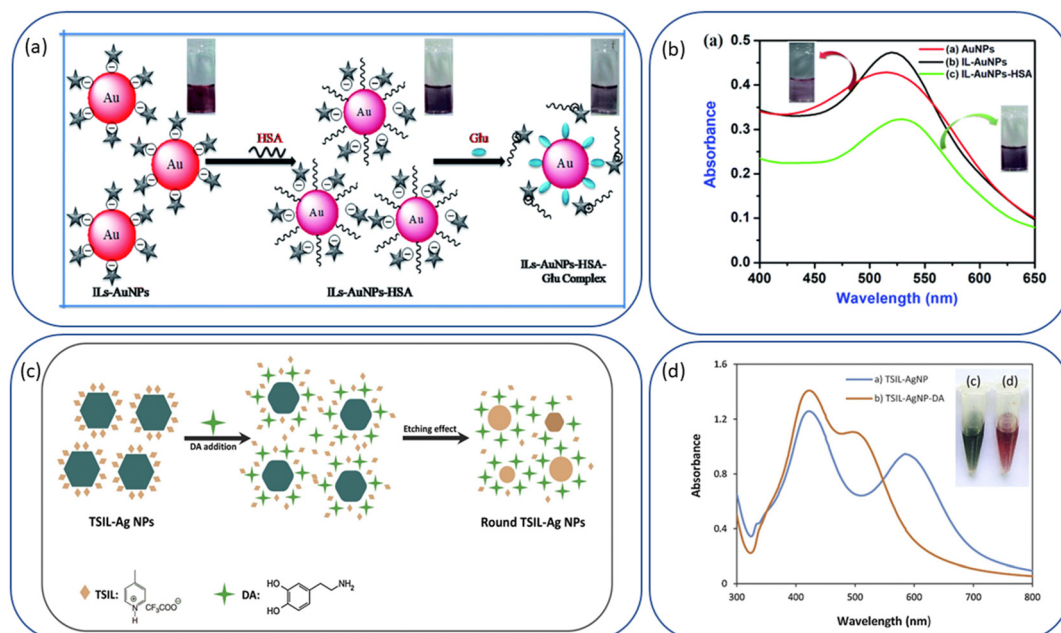 (a)
Au
Au
Au
ILs-AuNPs
HSA
Au
Au
Au
ILs-AuNPs-HSA
Glu
Au
ILs-AuNPs-HSA-
Glu Complex
(b)
(a)
(a) AuNPs
(b) IL-AuNPs
(c) IL-AuNPs-HSA
Absorbance
0.5
0.4
0.3
0.2
0.1
0.0
400 450 500 550 600 650
Wavelength (nm)
(c)
TSIL-Ag NPs
DA addition
Etching effect
Round TSIL-Ag NPs
TSIL:
N
H
CF3COO
DA:
HO
OH
NH2
(d)
a) TSIL-AgNP
b) TSIL-AgNP-DA
(c) (d)
Absorbance
1.6
1.2
0.8
0.4
0
300 400 500 600 700 800
Wavelength (nm)